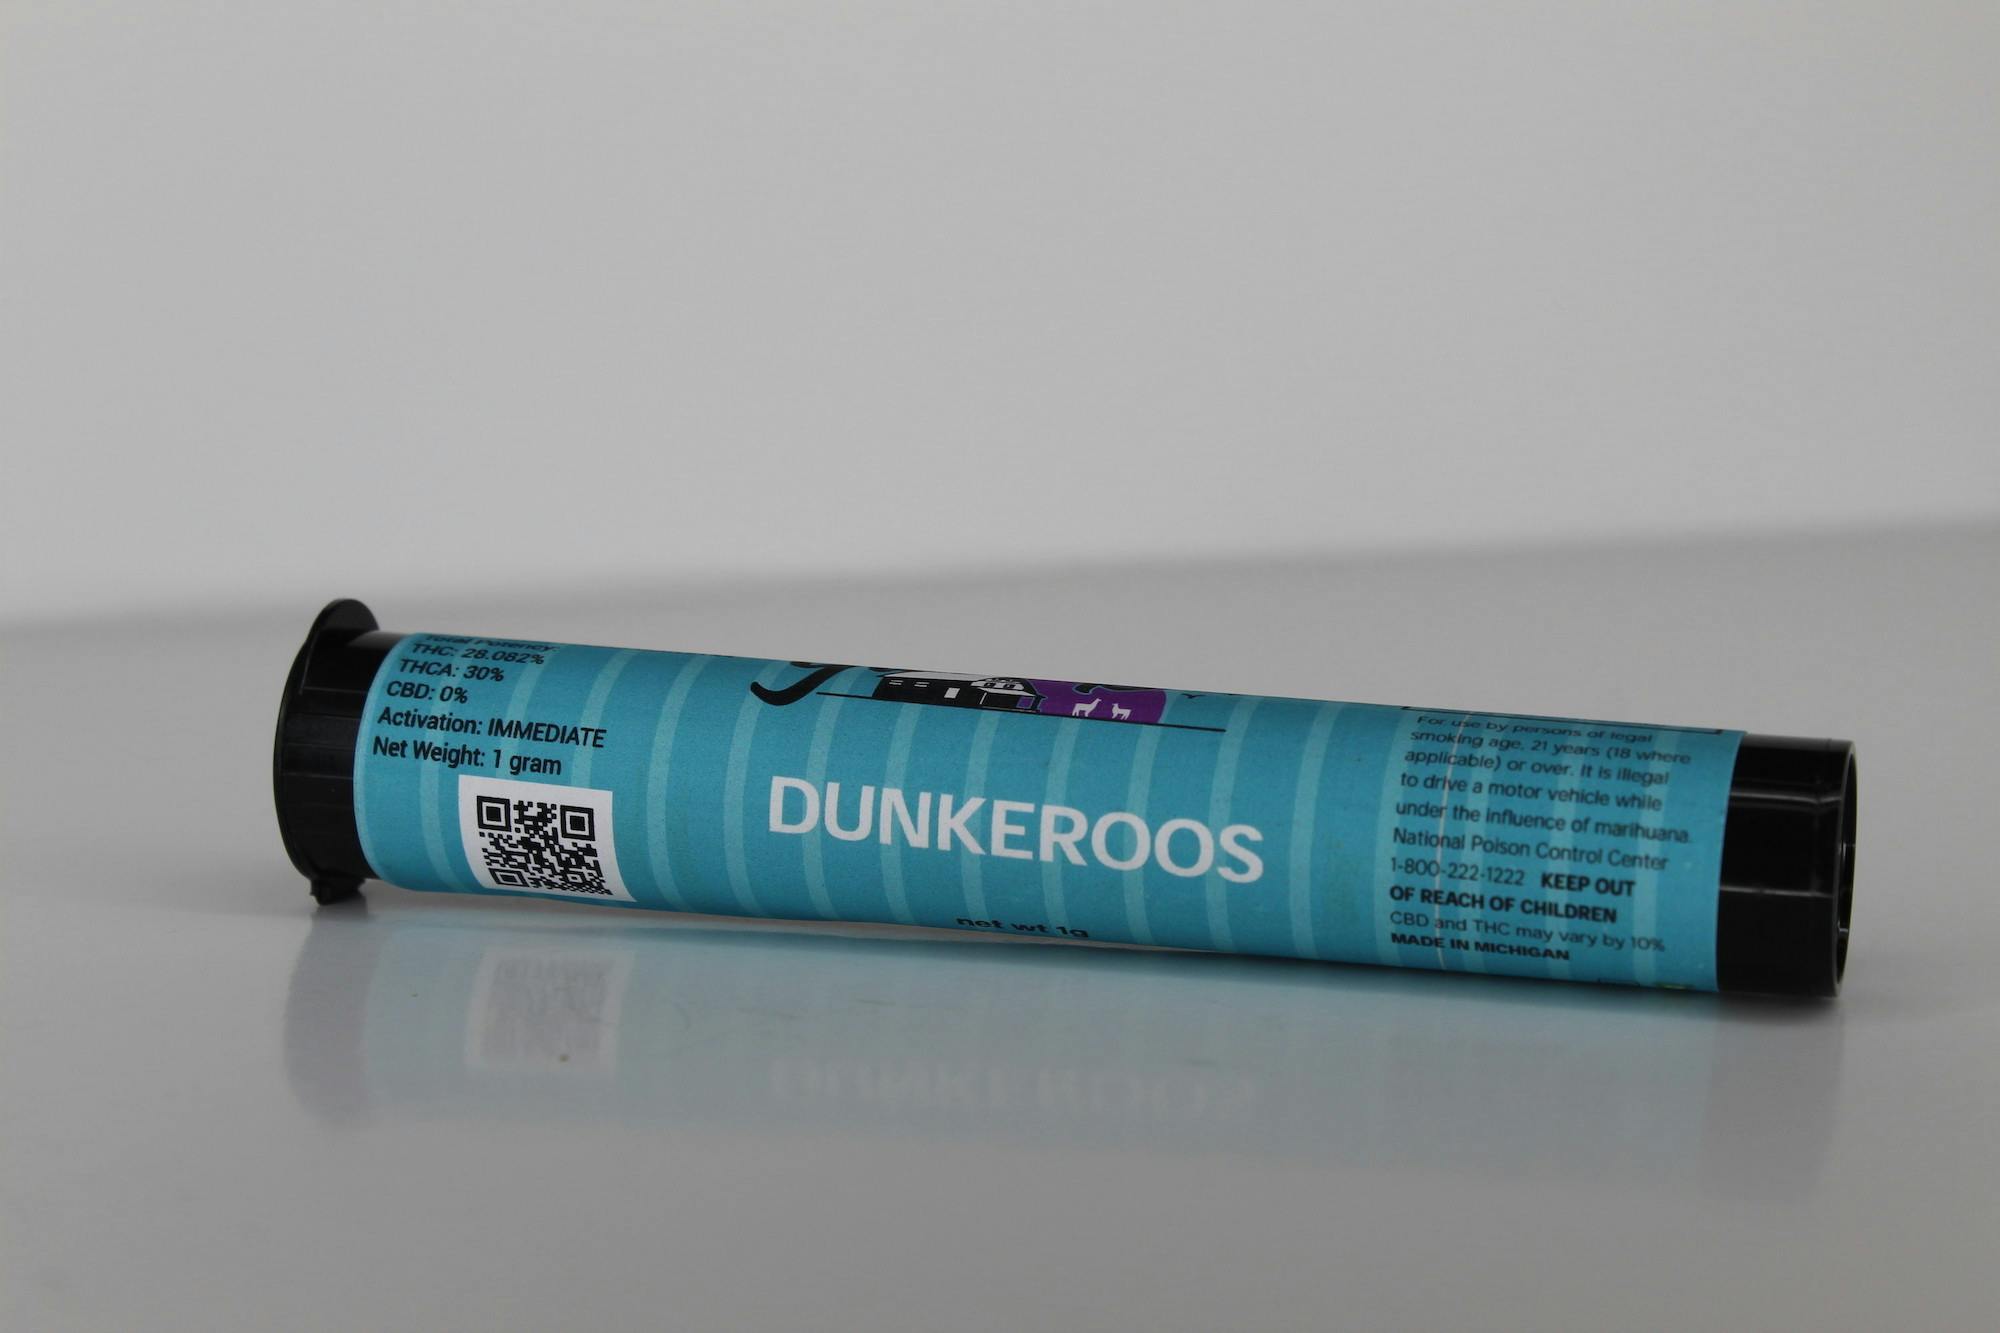 Total Potency:
THC: 28.082%
THCA: 30%
CBD: 0%
Activation: IMMEDIATE
Net Weight: 1 gram
DUNKEROOS
net wt 1g
For use by persons of legal
smoking age, 21 years (18 where
applicable) or over. It is illegal
to drive a motor vehicle while
under the influence of marihuana.
National Poison Control Center
1-800-222-1222 KEEP OUT
OF REACH OF CHILDREN
CBD and THC may vary by 10%
MADE IN MICHIGAN